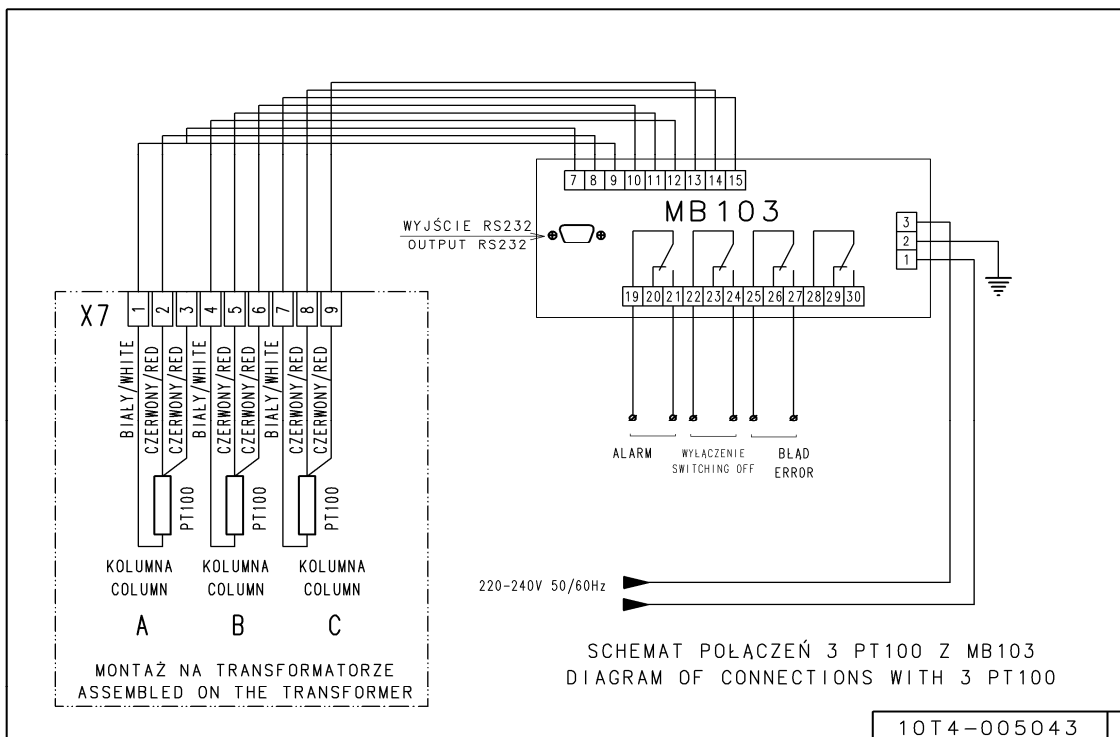 7 8 9 10 11 12 13 14 15
MB103
WYJŚCIE RS232
OUTPUT RS232
3
2
1
19 20 21 22 23 24 25 26 27 28 29 30
X7 1 2 3 4 5 6 7 8 9
BIAŁY/WHITE
CZERWONY/RED
CZERWONY/RED
BIAŁY/WHITE
CZERWONY/RED
CZERWONY/RED
BIAŁY/WHITE
CZERWONY/RED
CZERWONY/RED
ALARM
WYŁĄCZENIE
SWITCHING OFF
BŁĄD
ERROR
PT100
PT100
PT100
KOLUMNA KOLUMNA KOLUMNA
COLUMN COLUMN COLUMN
A B C
220-240V 50/60Hz
MONTAŻ NA TRANSFORMATORZE
ASSEMBLED ON THE TRANSFORMER
SCHEMAT POŁĄCZEŃ 3 PT100 Z MB103
DIAGRAM OF CONNECTIONS WITH 3 PT100
10T4-005043